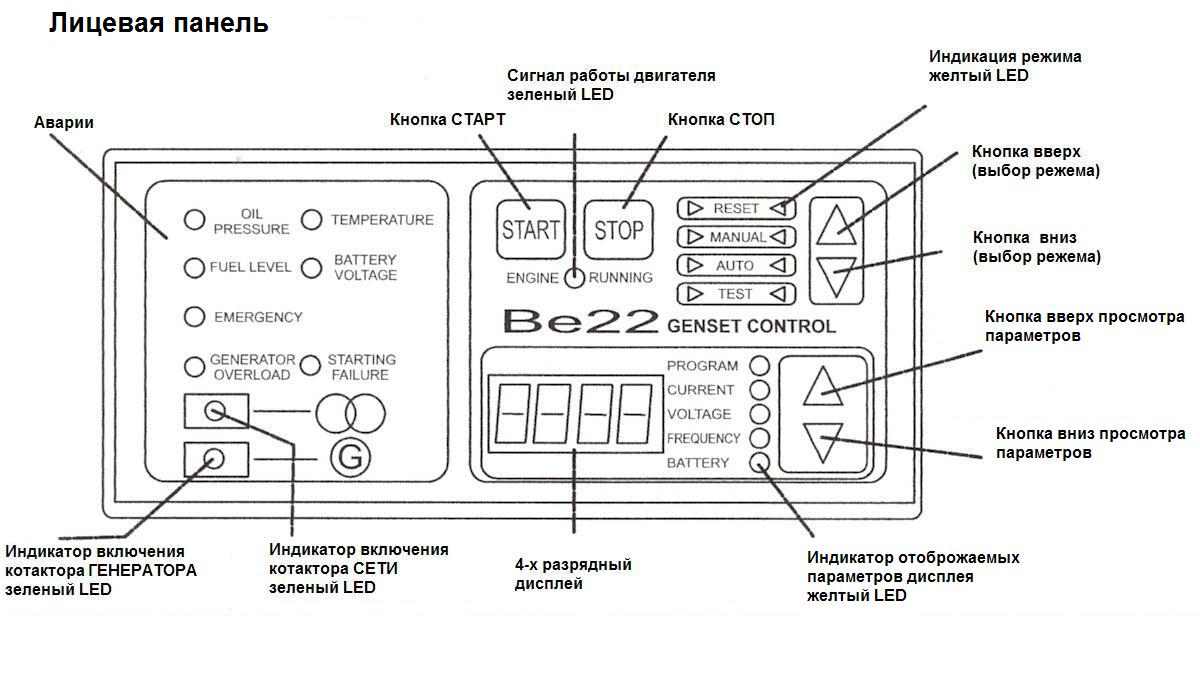 Лицевая панель
Индикация режима
желтый LED
Сигнал работы двигателя
зеленый LED
Кнопка СТАРТ
Кнопка СТОП
Аварии
Кнопка вверх
(выбор режема)
Кнопка вниз
(выбор режема)
Кнопка вверх просмотра
параметров
Кнопка вниз просмотра
параметров
OIL
PRESSURE
TEMPERATURE
FUEL LEVEL
BATTERY
VOLTAGE
EMERGENCY
GENERATOR
OVERLOAD
STARTING
FAILURE
G
START
STOP
ENGINE
RUNNING
RESET
MANUAL
AUTO
TEST
Be22 GENSET CONTROL
PROGRAM
CURRENT
VOLTAGE
FREQUENCY
BATTERY
Индикатор включения
котактора ГЕНЕРАТОРА
зеленый LED
Индикатор включения
котактора СЕТИ
зеленый LED
4-х разрядный
дисплей
Индикатор отоброжаемых
параметров дисплея
желтый LED